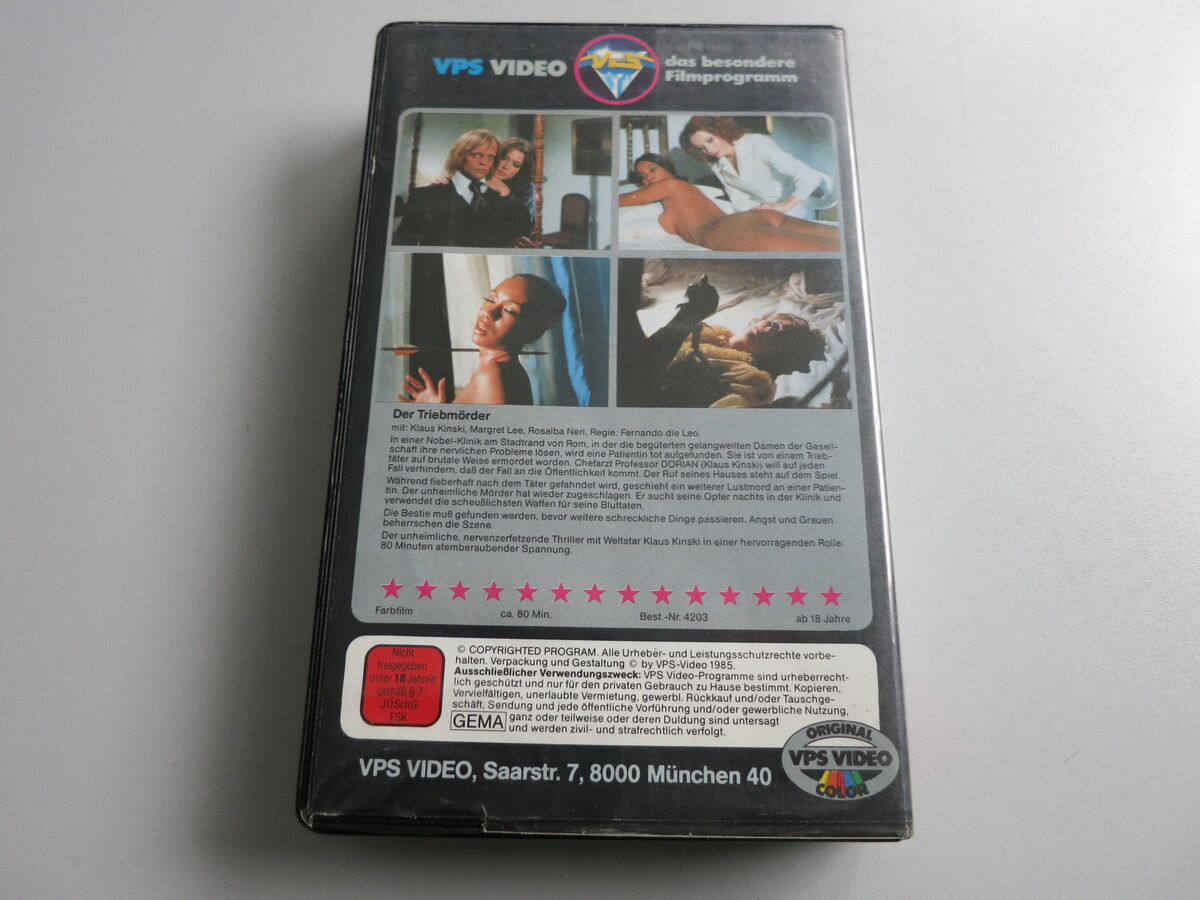 VPS VIDEO
VPS
das besondere
Filmprogramm
Der Triebmörder
mit: Klaus Kinski, Margret Lee, Rosalba Neri. Regie: Fernando die Leo.
In einer Nobel-Klinik am Stadtrand von Rom, in der die begüterten gelangweilten Damen der Gesell-
schaft ihre nervlichen Probleme lösen, wird eine Patientin tot aufgefunden. Sie ist von einem Trieb-
täter auf brutale Weise ermordet worden. Chefarzt Professor DORIAN (Klaus Kinski) will auf jeden
Fall verhindern, daß der Fall an die Öffentlichkeit kommt. Der Ruf seines Hauses steht auf dem Spiel.
Während fieberhaft nach dem Täter gefahndet wird, geschieht ein weiterer Lustmord an einer Patien-
tin. Der unheimliche Mörder hat wieder zugeschlagen. Er sucht seine Opfer nachts in der Klinik und
verwendet die scheußlichsten Waffen für seine Bluttaten.
Die Bestie muß gefunden werden, bevor weitere schreckliche Dinge passieren. Angst und Grauen
beherrschen die Szene.
Der unheimliche, nervenzerfetzende Thriller mit Weltstar Klaus Kinski in einer hervorragenden Rolle.
80 Minuten atemberaubender Spannung.
Farbfilm ca. 80 Min. Best.-Nr. 4203 ab 18 Jahre
Nicht
freigegeben
unter 18 Jahren
gemäß § 7
JÖSchG
FSK
© COPYRIGHTED PROGRAM. Alle Urheber- und Leistungsschutzrechte vorbe-
halten. Verpackung und Gestaltung © by VPS-Video 1985.
Ausschließlicher Verwendungszweck: VPS Video-Programme sind urheberrecht-
lich geschützt und nur für den privaten Gebrauch zu Hause bestimmt. Kopieren,
Vervielfältigen, unerlaubte Vermietung, gewerbl. Rückkauf und/oder Tauschge-
schäft, Sendung und jede öffentliche Vorführung und/oder gewerbliche Nutzung,
GEMA ganz oder teilweise oder deren Duldung sind untersagt
und werden zivil- und strafrechtlich verfolgt.
VPS VIDEO, Saarstr. 7, 8000 München 40
ORIGINAL
VPS VIDEO
COLOR